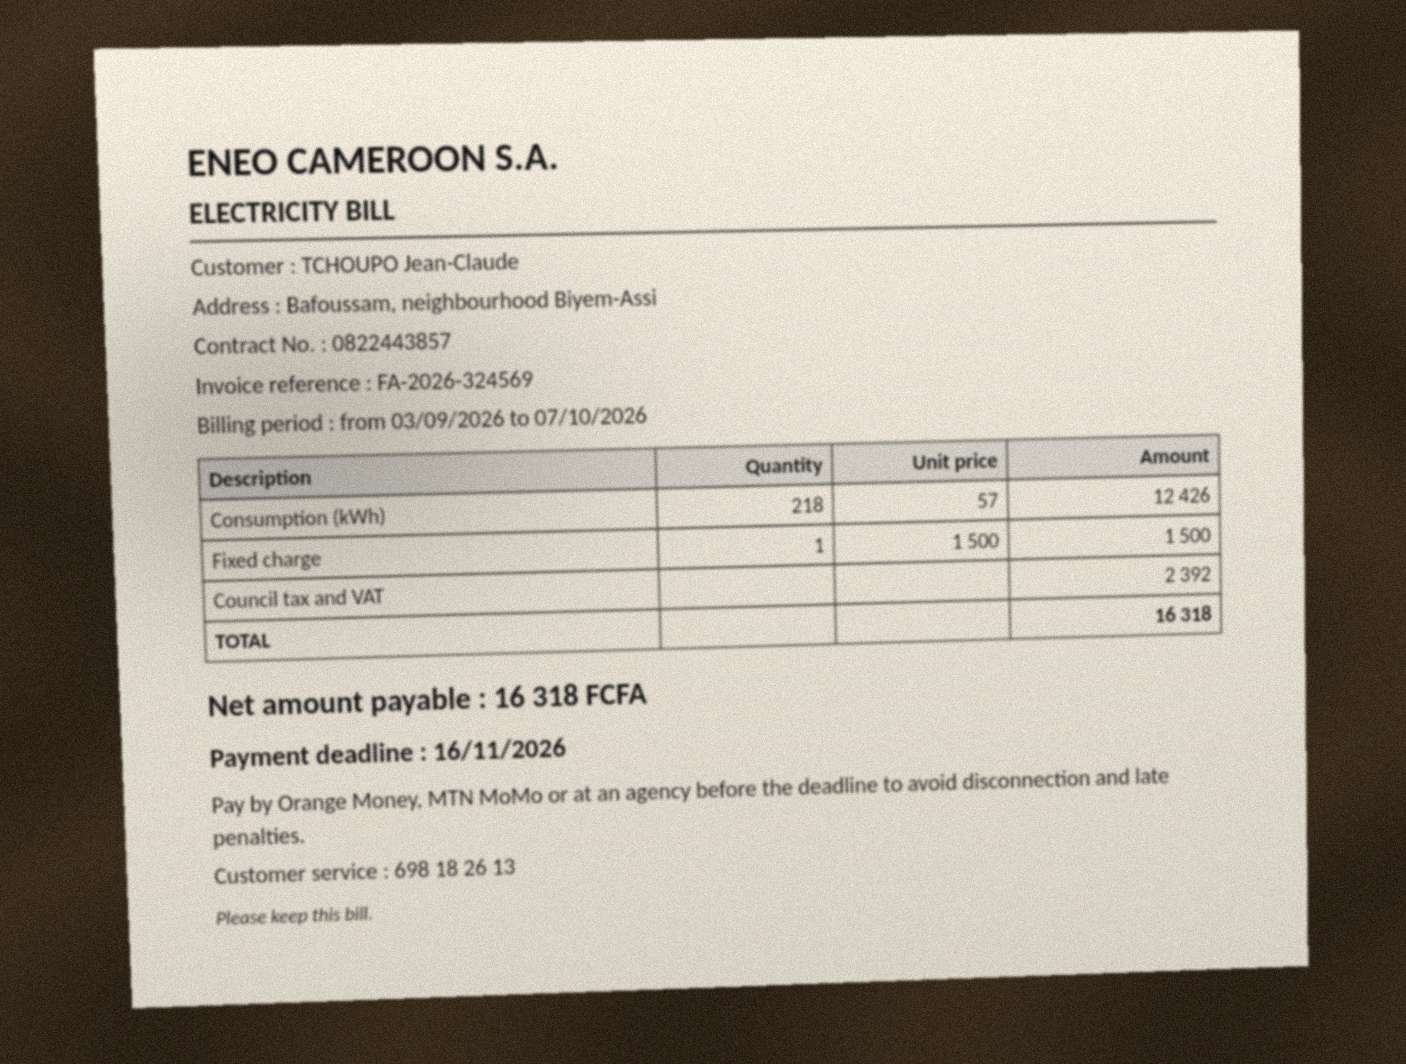 ENEO CAMEROON S.A.
ELECTRICITY BILL
Customer : TCHOUPO Jean-Claude
Address : Bafoussam, neighbourhood Biyem-Assi
Contract No. : 0822443857
Invoice reference : FA-2026-324569
Billing period : from 03/09/2026 to 07/10/2026
Description Quantity Unit price Amount
Consumption (kWh) 218 57 12 426
Fixed charge 1 1 500 1 500
Council tax and VAT 2 392
TOTAL 16 318
Net amount payable : 16 318 FCFA
Payment deadline : 16/11/2026
Pay by Orange Money, MTN MoMo or at an agency before the deadline to avoid disconnection and late
penalties.
Customer service : 698 18 26 13
Please keep this bill.